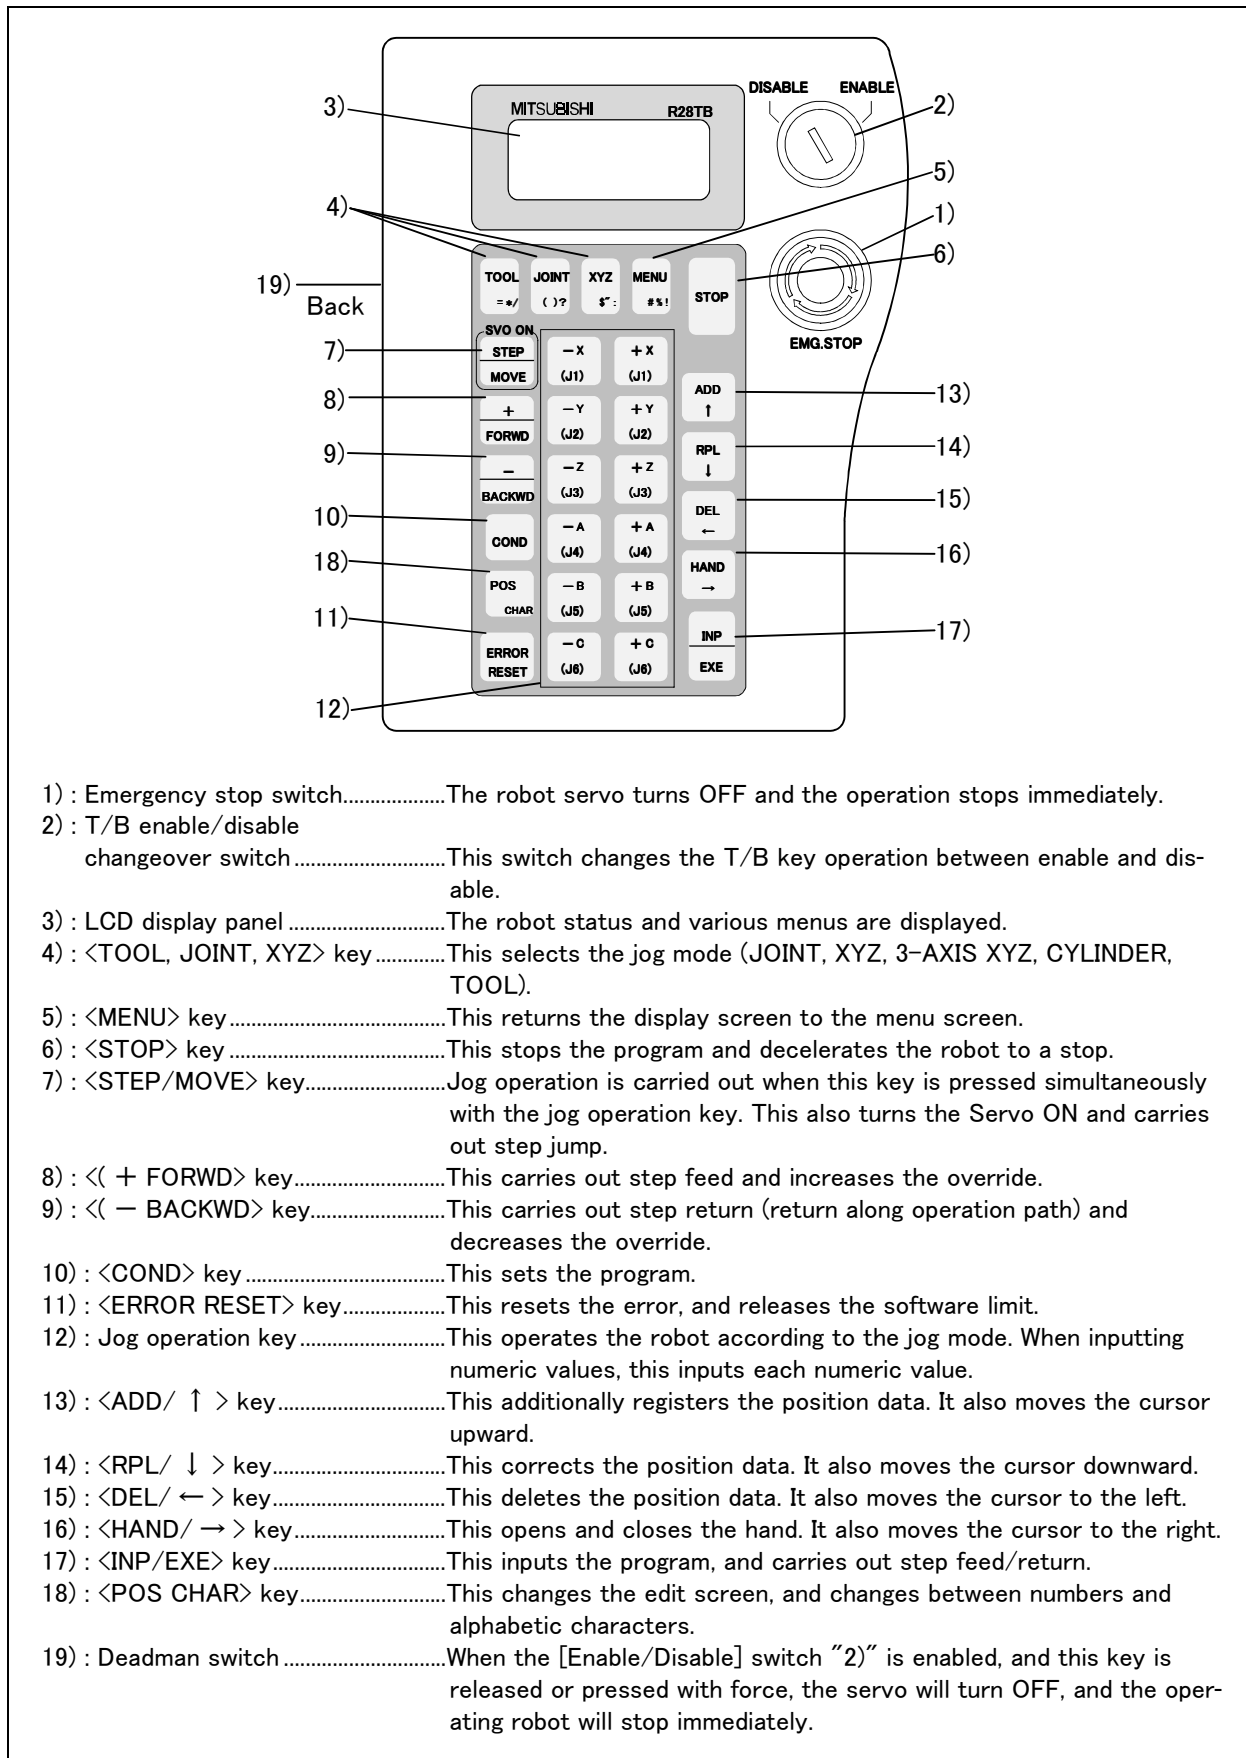 DISABLE ENABLE
3) MITSUBISHI R28TB 2)
5)
4) 1)
6)
TOOL JOINT XYZ MENU
19) =*/ ( )? $": #%! STOP
Back
SVO ON EMG.STOP
7) STEP −X +X
MOVE (J1) (J1)
ADD 13)
8) + −Y +Y ↑
FORWD (J2) (J2)
9) RPL 14)
− −Z +Z ↓
BACKWD (J3) (J3)
15)
10) DEL
COND −A +A ←
(J4) (J4)
18) HAND 16)
POS −B +B →
CHAR (J5) (J5)
11) INP 17)
ERROR −C +C
RESET (J6) (J6) EXE
12)
1) : Emergency stop switch...................The robot servo turns OFF and the operation stops immediately.
2) : T/B enable/disable
changeover switch ............................This switch changes the T/B key operation between enable and dis-
able.
3) : LCD display panel .............................The robot status and various menus are displayed.
4) : <TOOL, JOINT, XYZ> key .............This selects the jog mode (JOINT, XYZ, 3-AXIS XYZ, CYLINDER,
TOOL).
5) : <MENU> key ........................................This returns the display screen to the menu screen.
6) : <STOP> key ........................................This stops the program and decelerates the robot to a stop.
7) : <STEP/MOVE> key..........................Jog operation is carried out when this key is pressed simultaneously
with the jog operation key. This also turns the Servo ON and carries
out step jump.
8) : <( + FORWD> key............................This carries out step feed and increases the override.
9) : <( − BACKWD> key.........................This carries out step return (return along operation path) and
decreases the override.
10) : <COND> key .....................................This sets the program.
11) : <ERROR RESET> key...................This resets the error, and releases the software limit.
12) : Jog operation key ...........................This operates the robot according to the jog mode. When inputting
numeric values, this inputs each numeric value.
13) : <ADD/ ↑ > key...............................This additionally registers the position data. It also moves the cursor
upward.
14) : <RPL/ ↓ > key................................This corrects the position data. It also moves the cursor downward.
15) : <DEL/ ← > key................................This deletes the position data. It also moves the cursor to the left.
16) : <HAND/ → > key............................This opens and closes the hand. It also moves the cursor to the right.
17) : <INP/EXE> key................................This inputs the program, and carries out step feed/return.
18) : <POS CHAR> key...........................This changes the edit screen, and changes between numbers and
alphabetic characters.
19) : Deadman switch ..............................When the [Enable/Disable] switch "2)" is enabled, and this key is
released or pressed with force, the servo will turn OFF, and the oper-
ating robot will stop immediately.